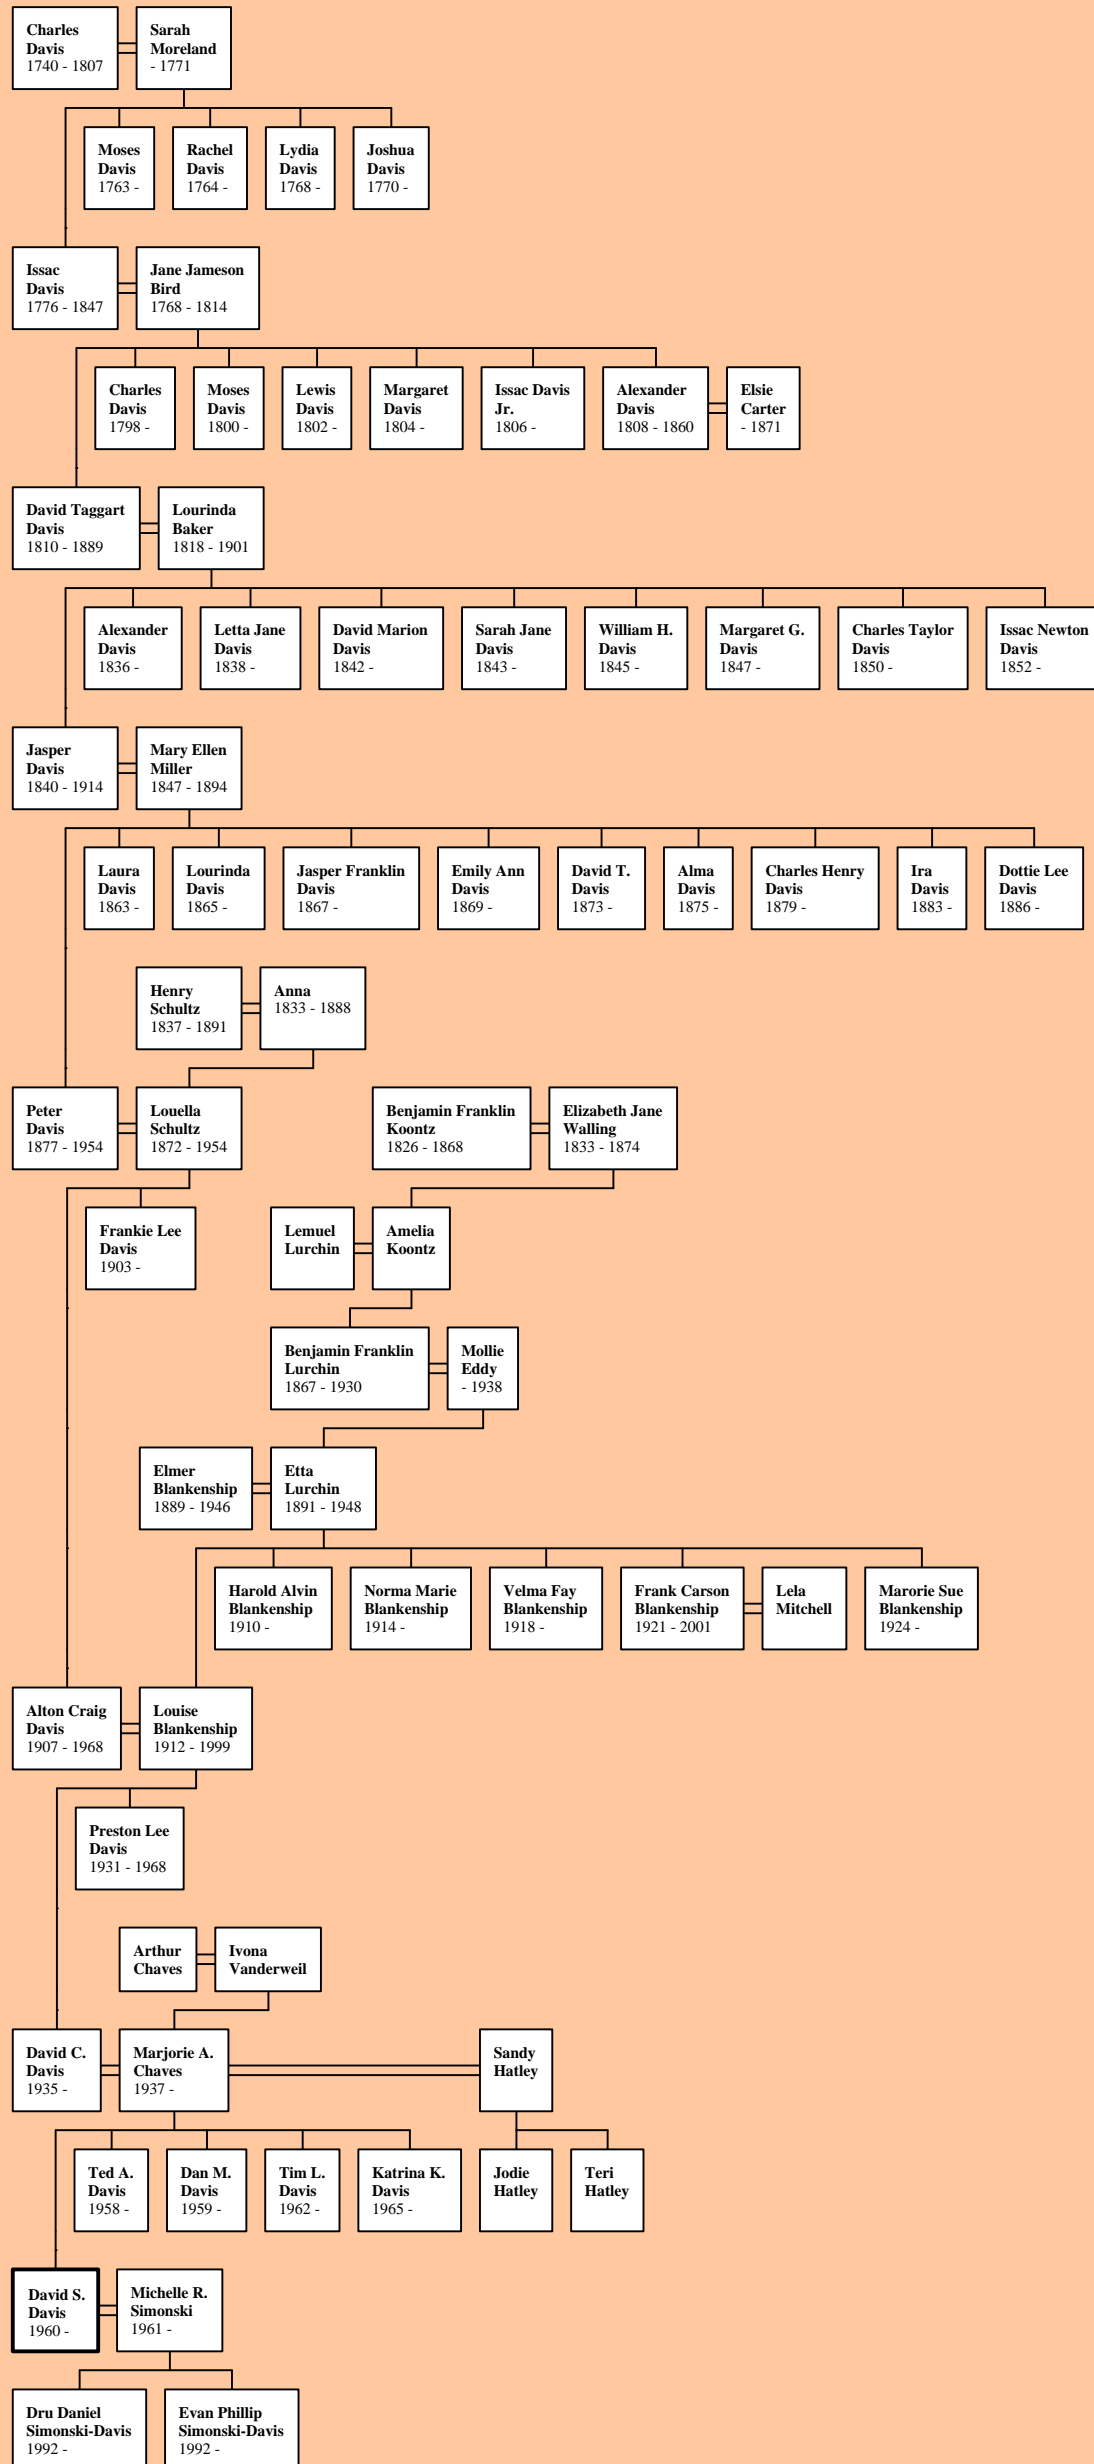 Charles
Davis
1740 - 1807
Sarah
Moreland
- 1771
Moses
Davis
1763 -
Rachel
Davis
1764 -
Lydia
Davis
1768 -
Joshua
Davis
1770 -
Issac
Davis
1776 - 1847
Jane Jameson
Bird
1768 - 1814
Charles
Davis
1798 -
Moses
Davis
1800 -
Lewis
Davis
1802 -
Margaret
Davis
1804 -
Issac Davis
Jr.
1806 -
Alexander
Davis
1808 - 1860
Elsie
Carter
- 1871
David Taggart
Davis
1810 - 1889
Lourinda
Baker
1818 - 1901
Alexander
Davis
1836 -
Letta Jane
Davis
1838 -
David Marion
Davis
1842 -
Sarah Jane
Davis
1843 -
William H.
Davis
1845 -
Margaret G.
Davis
1847 -
Charles Taylor
Davis
1850 -
Issac Newton
Davis
1852 -
Jasper
Davis
1840 - 1914
Mary Ellen
Miller
1847 - 1894
Laura
Davis
1863 -
Lourinda
Davis
1865 -
Jasper Franklin
Davis
1867 -
Emily Ann
Davis
1869 -
David T.
Davis
1873 -
Alma
Davis
1875 -
Charles Henry
Davis
1879 -
Ira
Davis
1883 -
Dottie Lee
Davis
1886 -
Henry
Schultz
1837 - 1891
Anna
1833 - 1888
Peter
Davis
1877 - 1954
Louella
Schultz
1872 - 1954
Benjamin Franklin
Koontz
1826 - 1868
Elizabeth Jane
Walling
1833 - 1874
Frankie Lee
Davis
1903 -
Lemuel
Lurchin
Amelia
Koontz
Benjamin Franklin
Lurchin
1867 - 1930
Mollie
Eddy
- 1938
Elmer
Blankenship
1889 - 1946
Etta
Lurchin
1891 - 1948
Harold Alvin
Blankenship
1910 -
Norma Marie
Blankenship
1914 -
Velma Fay
Blankenship
1918 -
Frank Carson
Blankenship
1921 - 2001
Lela
Mitchell
Marorie Sue
Blankenship
1924 -
Alton Craig
Davis
1907 - 1968
Louise
Blankenship
1912 - 1999
Preston Lee
Davis
1931 - 1968
Arthur
Chaves
Ivona
Vanderweil
David C.
Davis
1935 -
Marjorie A.
Chaves
1937 -
Sandy
Hatley
Ted A.
Davis
1958 -
Dan M.
Davis
1959 -
Tim L.
Davis
1962 -
Katrina K.
Davis
1965 -
Jodie
Hatley
Teri
Hatley
David S.
Davis
1960 -
Michelle R.
Simonski
1961 -
Dru Daniel
Simonski-Davis
1992 -
Evan Phillip
Simonski-Davis
1992 -